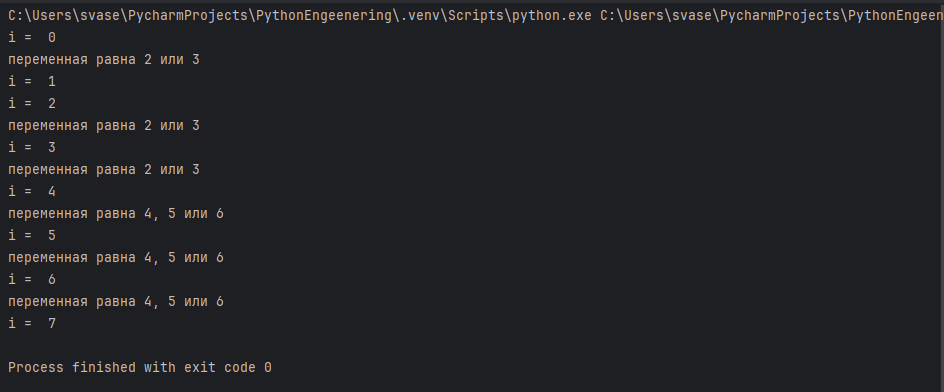 C:\Users\svase\PycharmProjects\PythonEngeenering\.venv\Scripts\python.exe C:\Users\svase\PycharmProjects\PythonEngeen
i =  0
переменная равна 2 или 3
i =  1
i =  2
переменная равна 2 или 3
i =  3
переменная равна 2 или 3
i =  4
переменная равна 4, 5 или 6
i =  5
переменная равна 4, 5 или 6
i =  6
переменная равна 4, 5 или 6
i =  7
Process finished with exit code 0